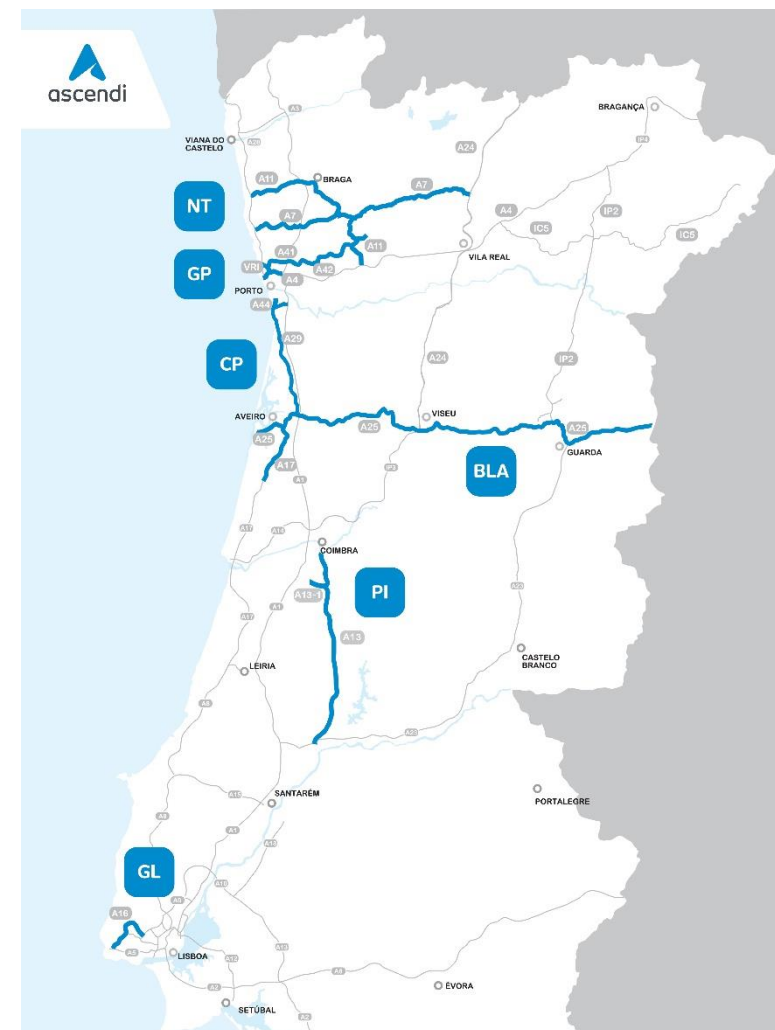 ascendi
BRAGANÇA
A3
VIANA DO
CASTELO
A28
IP4
A24
A11
BRAGA
A7
NT
A7
A4
IP2
IC5
A11
IC5
A41
VILA REAL
GP
VRI
A42
A4
PORTO
A44
A29
CP
A24
IP2
AVEIRO
VISEU
A25
A25
A25
GUARDA
A17
BLA
A1
IP3
A17
A14
COIMBRA
PI
A13-1
A23
A1
A17
A13
CASTELO
BRANCO
LEIRIA
A8
A23
SANTARÉM
PORTALEGRE
A15
A8
A1
A13
GL
A10
A16
A5
LISBOA
A12
A13
A6
A2
ÉVORA
SETÚBAL
A2